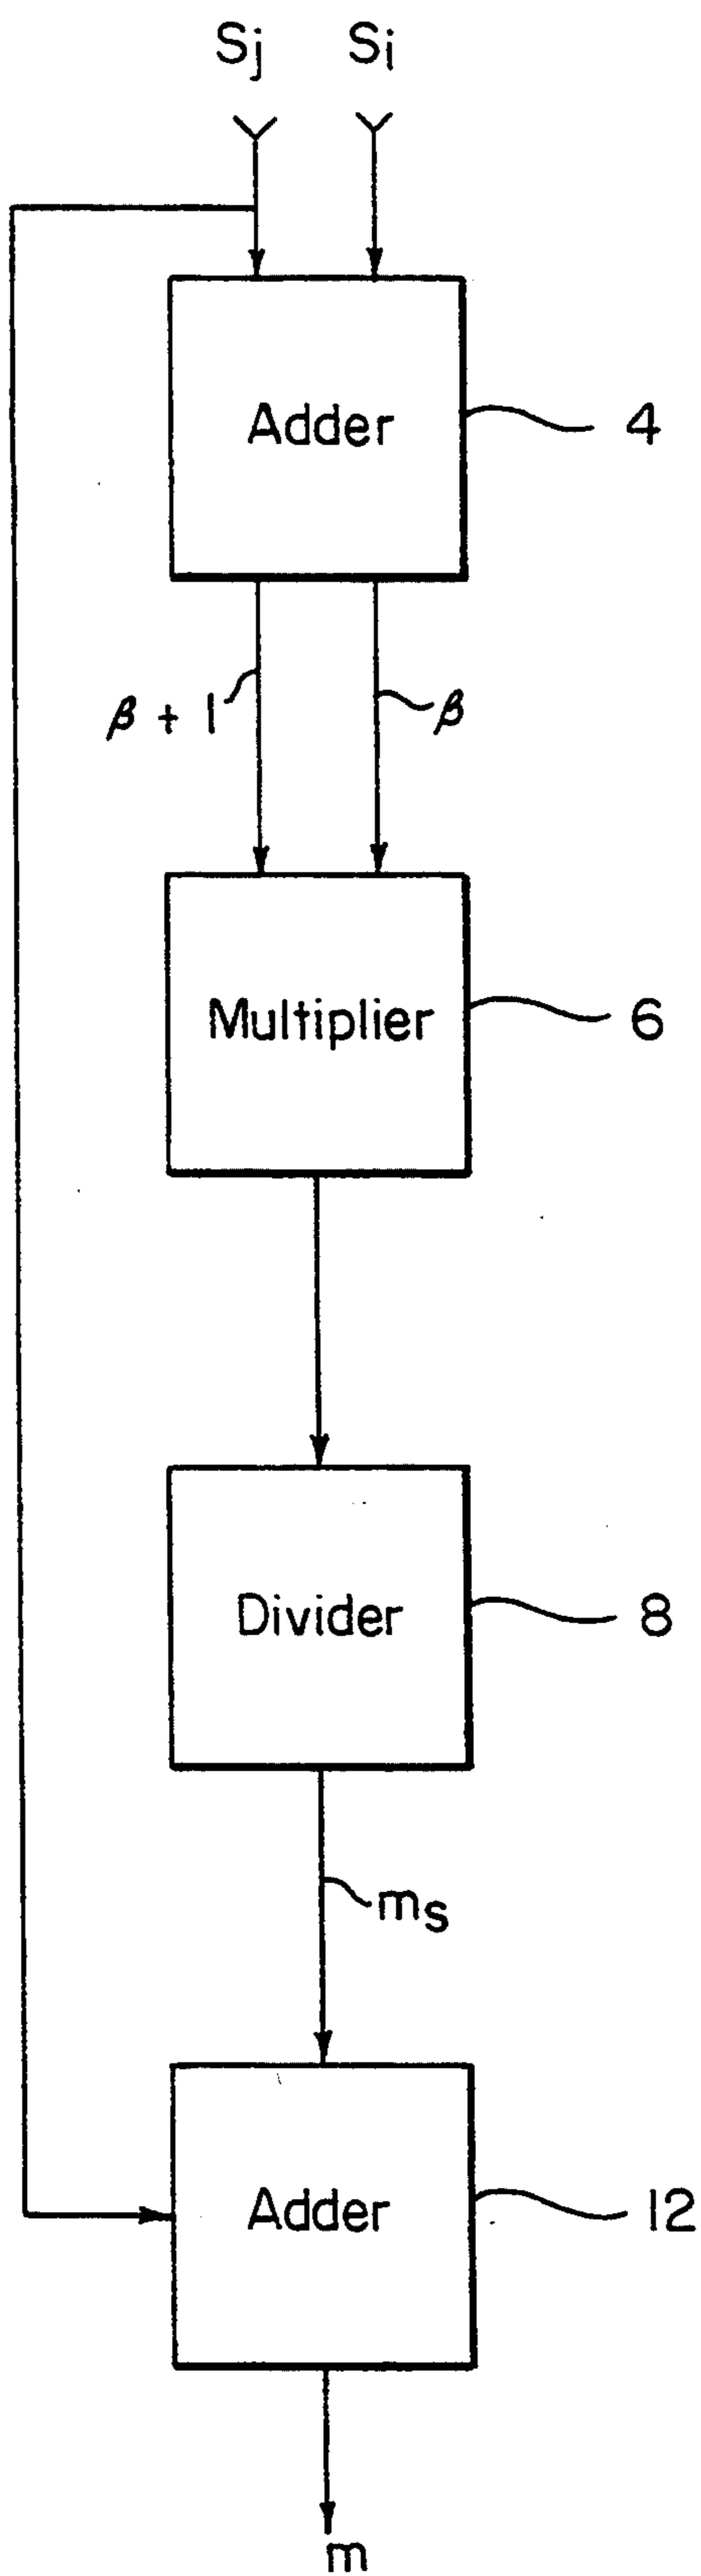 Sj Si
Adder 4
β + 1 β
Multiplier 6
Divider 8
ms
Adder 12
m